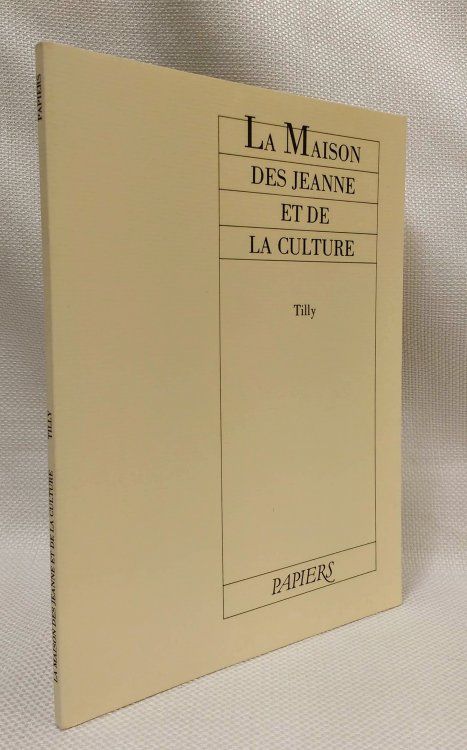 La Maison
des Jeanne
et de
la Culture
Tilly
PAPIERS
PAPIERS
LA MAISON DES JEANNE ET DE LA CULTURE TILLY